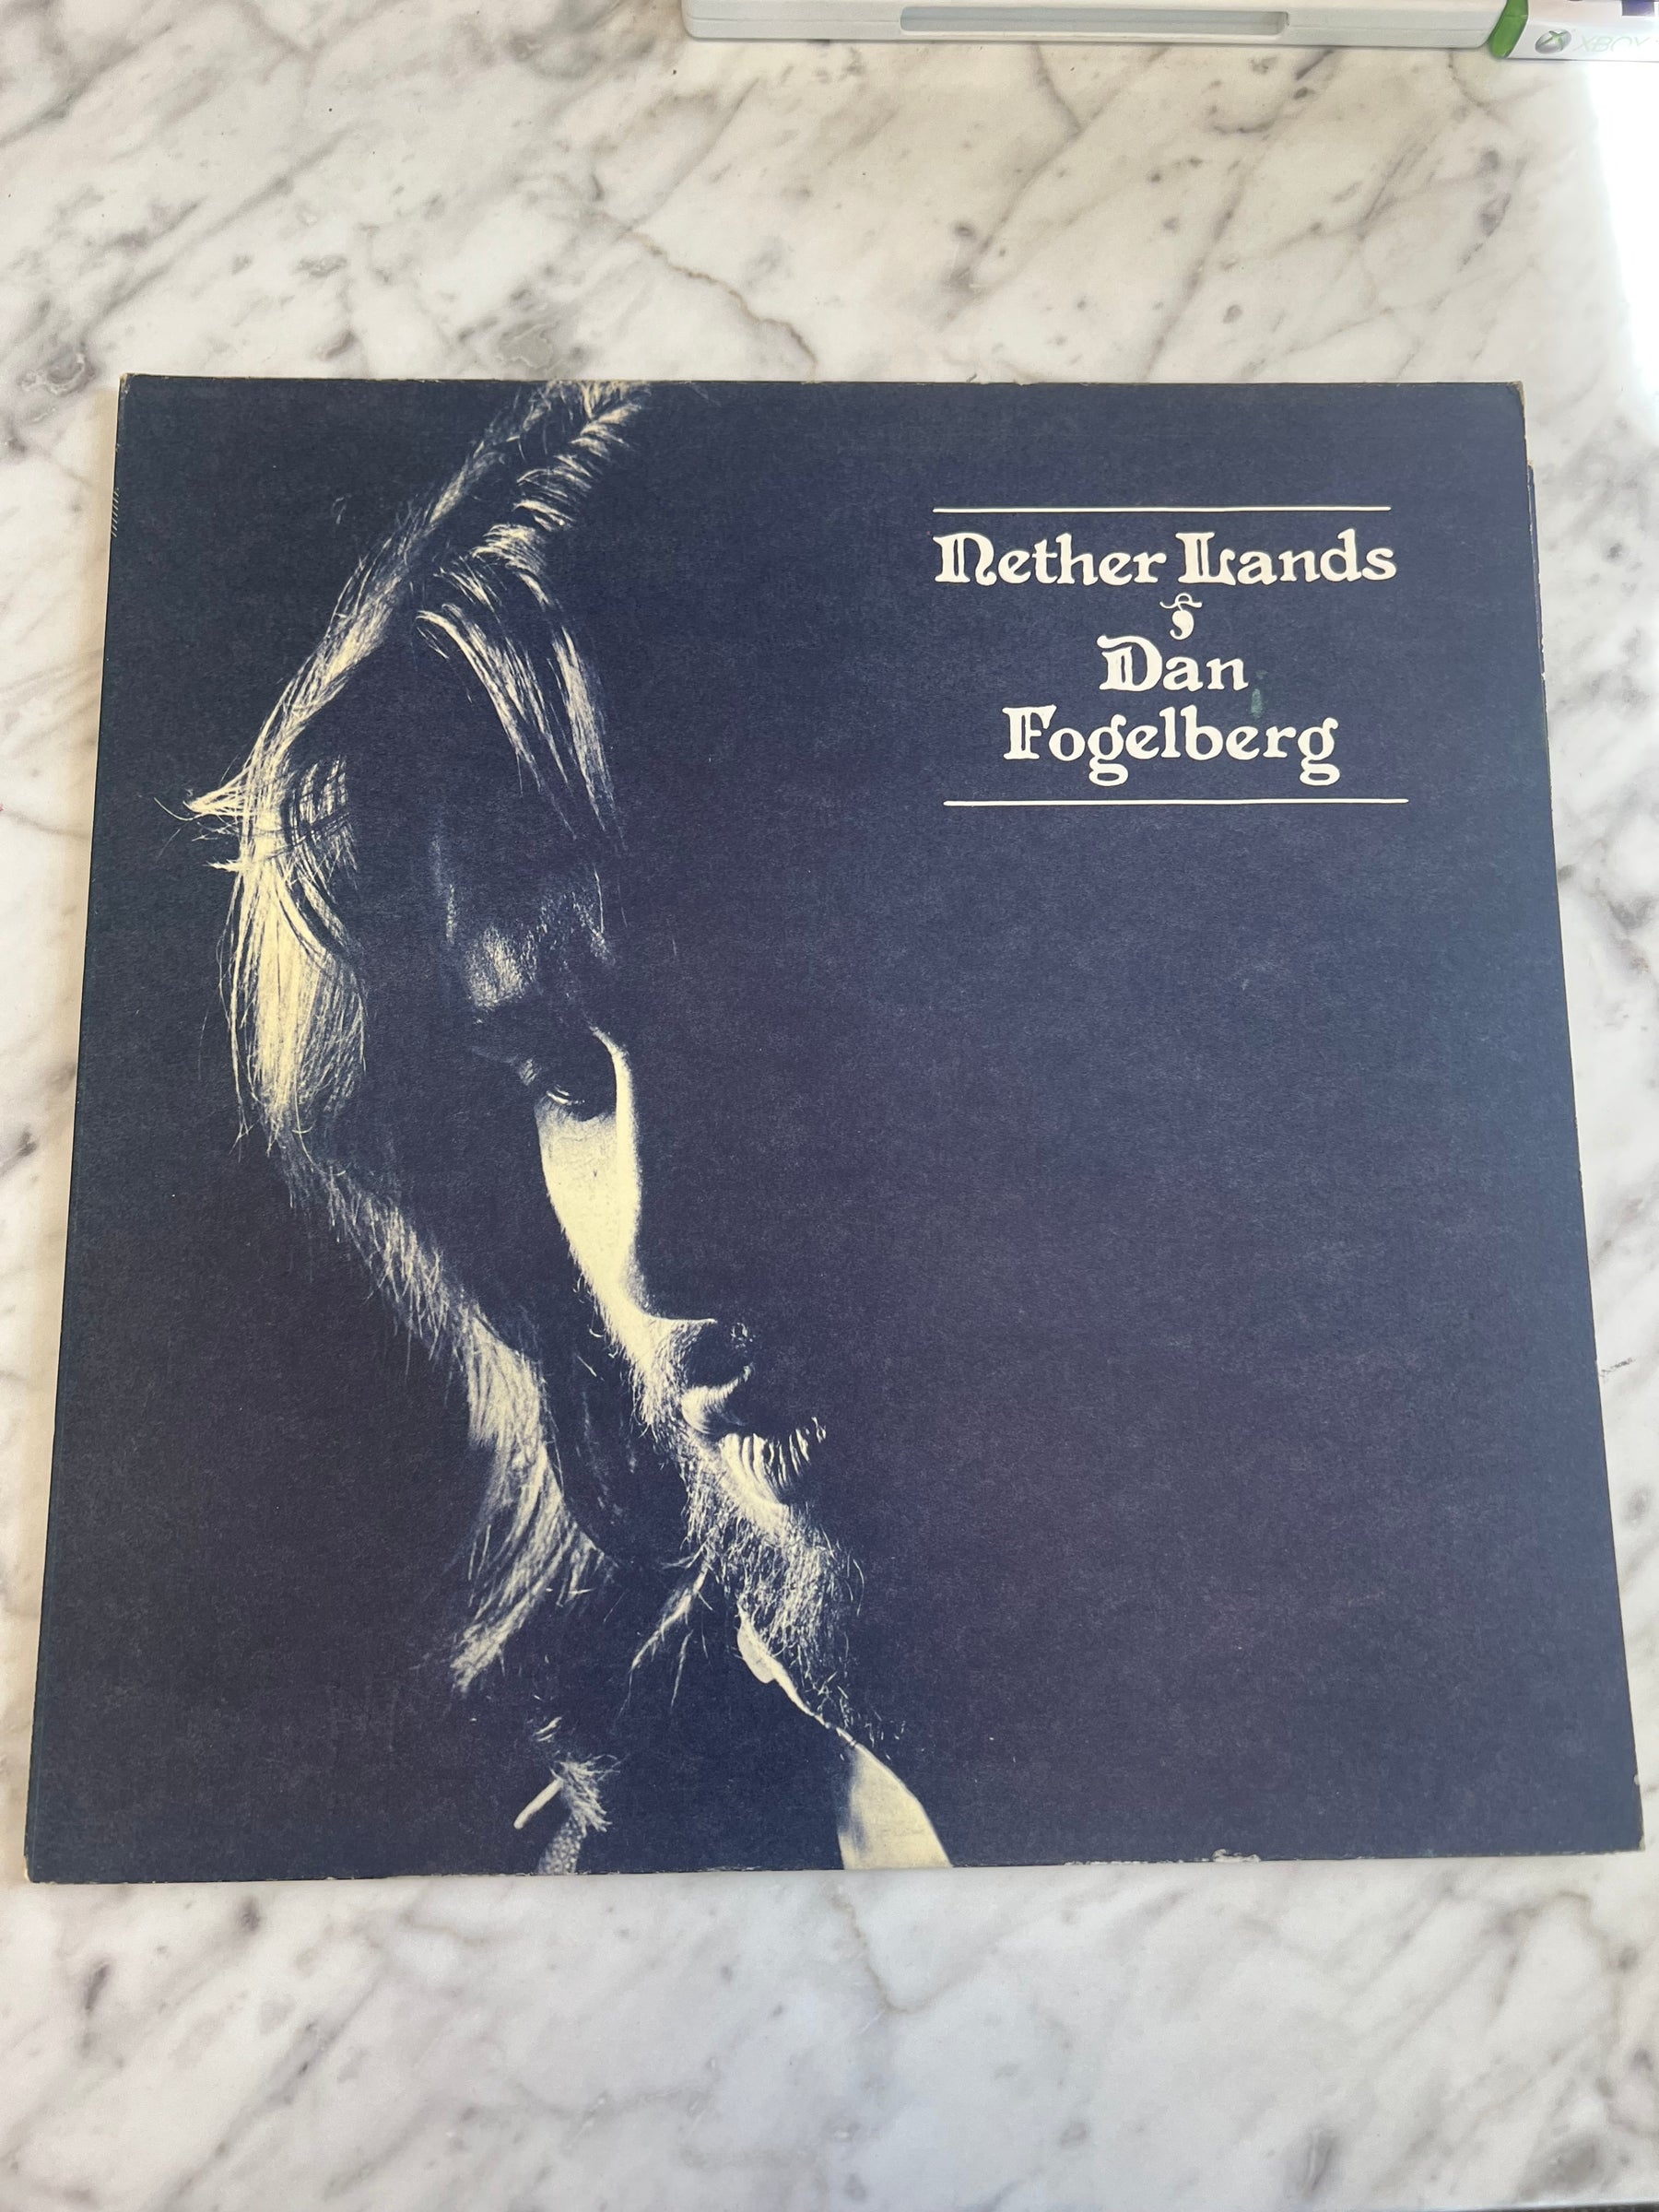 XBOX
Nether Lands
Dan
Fogelberg